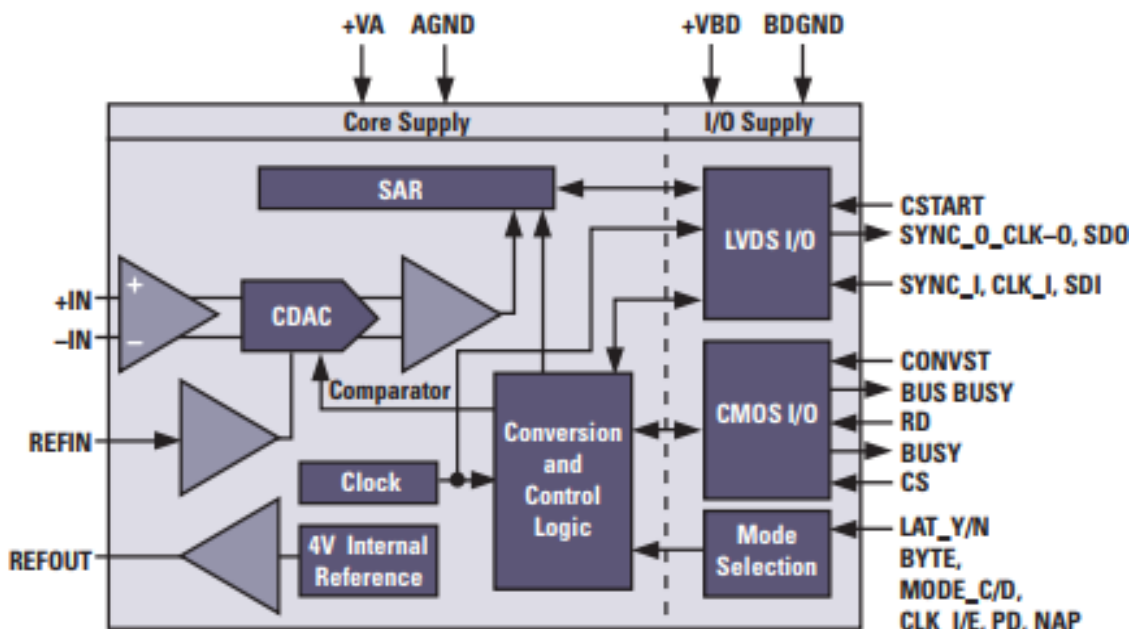 +VA AGND +VBD BDGND
Core Supply I/O Supply
SAR
CSTART
LVDS I/O
SYNC_O_CLK–O, SDO
+
+IN
CDAC
SYNC_I, CLK_I, SDI
–IN
–
CONVST
Comparator
BUS BUSY
CMOS I/O
REFIN
Conversion
and
Control
Logic
RD
BUSY
Clock
CS
LAT_Y/N
REFOUT
4V Internal
Reference
Mode
Selection
BYTE,
MODE_C/D,
CLK_I/E, PD, NAP